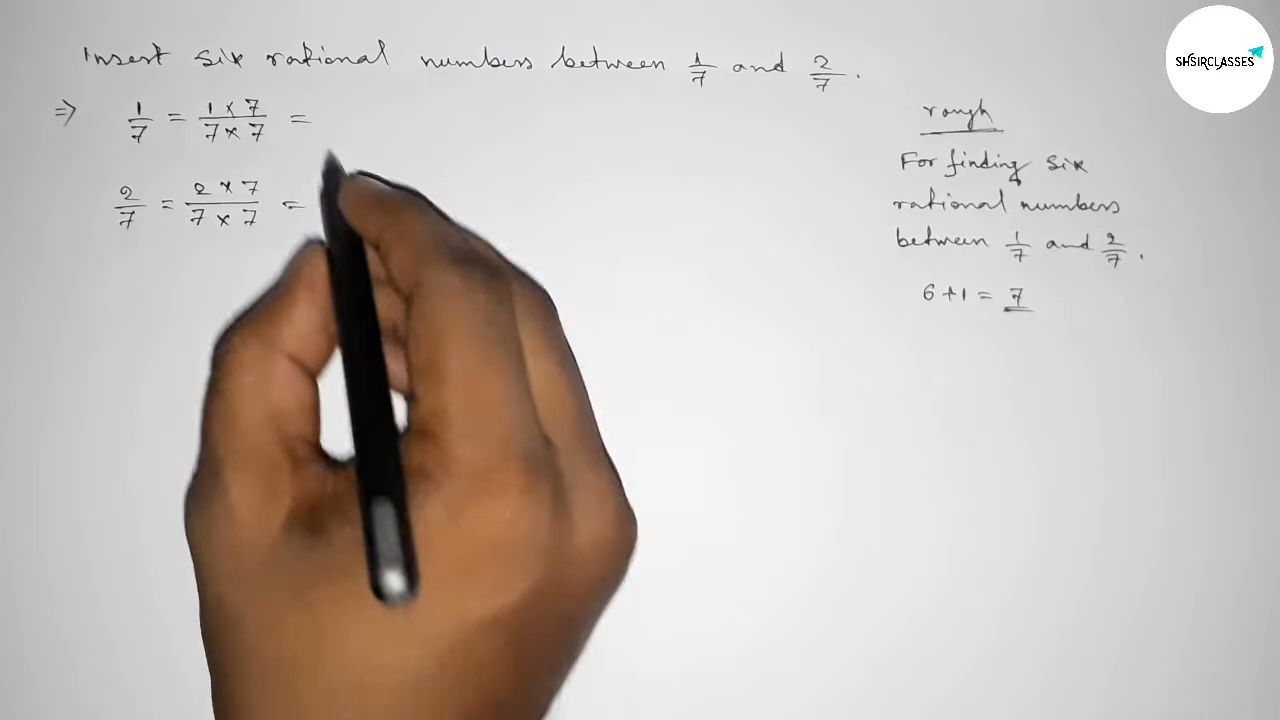 Insert six rational numbers between 1/7 and 2/7.
⇒ 1/7 = 1 × 7 / 7 × 7 =
2/7 = 2 × 7 / 7 × 7 =
SHSIRCLASSES
rough
For finding six
rational numbers
between 1/7 and 2/7.
6+1 = 7